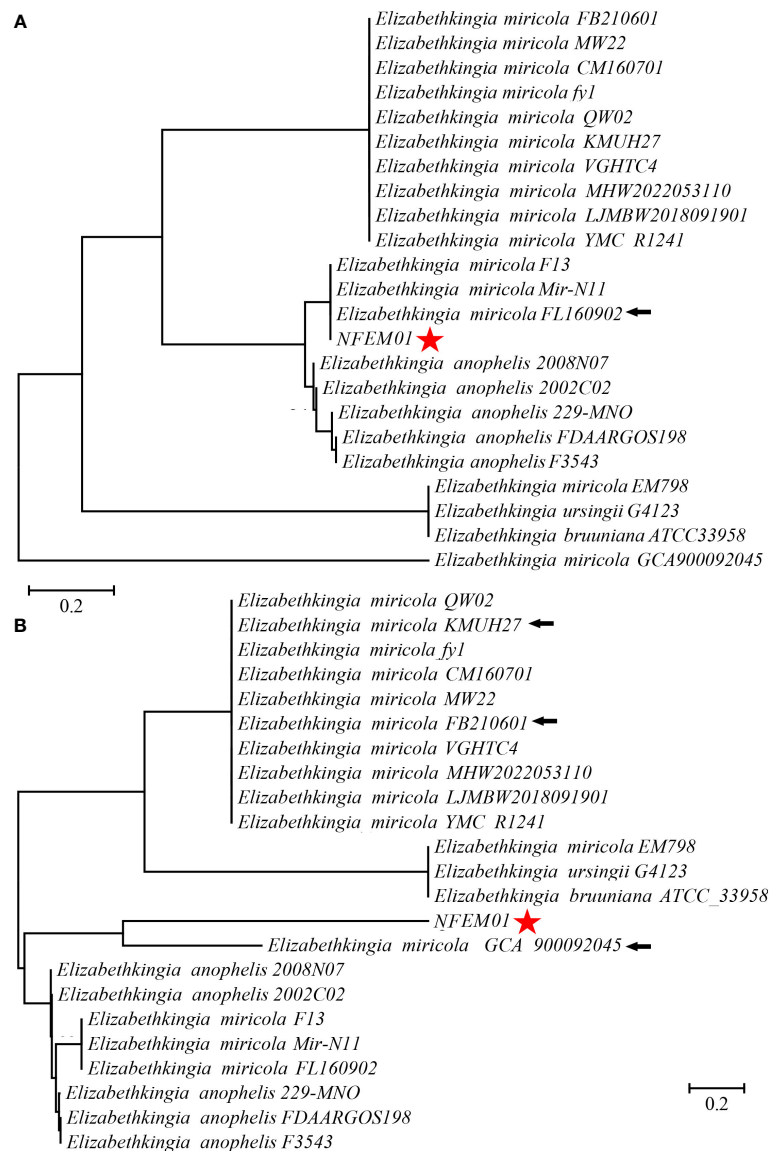 A
Elizabethkingia miricola FB210601
Elizabethkingia miricola MW22
Elizabethkingia miricola CM160701
Elizabethkingia miricola fy1
Elizabethkingia miricola QW02
Elizabethkingia miricola KMUH27
Elizabethkingia miricola VGHTC4
Elizabethkingia miricola MHW2022053110
Elizabethkingia miricola LJMBW2018091901
Elizabethkingia miricola YMC R1241
Elizabethkingia miricola F13
Elizabethkingia miricola Mir-N11
Elizabethkingia miricola FL160902
NFEM01
Elizabethkingia anophelis 2008N07
Elizabethkingia anophelis 2002C02
Elizabethkingia anophelis 229-MNO
Elizabethkingia anophelis FDAARGOS198
Elizabethkingia anophelis F3543
Elizabethkingia miricola EM798
Elizabethkingia ursingii G4123
Elizabethkingia bruuniana ATCC33958
Elizabethkingia miricola GCA900092045
0.2
B
Elizabethkingia miricola QW02
Elizabethkingia miricola KMUH27
Elizabethkingia miricola fy1
Elizabethkingia miricola CM160701
Elizabethkingia miricola MW22
Elizabethkingia miricola FB210601
Elizabethkingia miricola VGHTC4
Elizabethkingia miricola MHW2022053110
Elizabethkingia miricola LJMBW2018091901
Elizabethkingia miricola YMC R1241
Elizabethkingia miricola EM798
Elizabethkingia ursingii G4123
Elizabethkingia bruuniana ATCC_33958
NFEM01
Elizabethkingia miricola GCA 900092045
Elizabethkingia anophelis 2008N07
Elizabethkingia anophelis 2002C02
Elizabethkingia miricola F13
Elizabethkingia miricola Mir-N11
Elizabethkingia miricola FL160902
Elizabethkingia anophelis 229-MNO
Elizabethkingia anophelis FDAARGOS198
Elizabethkingia anophelis F3543
0.2